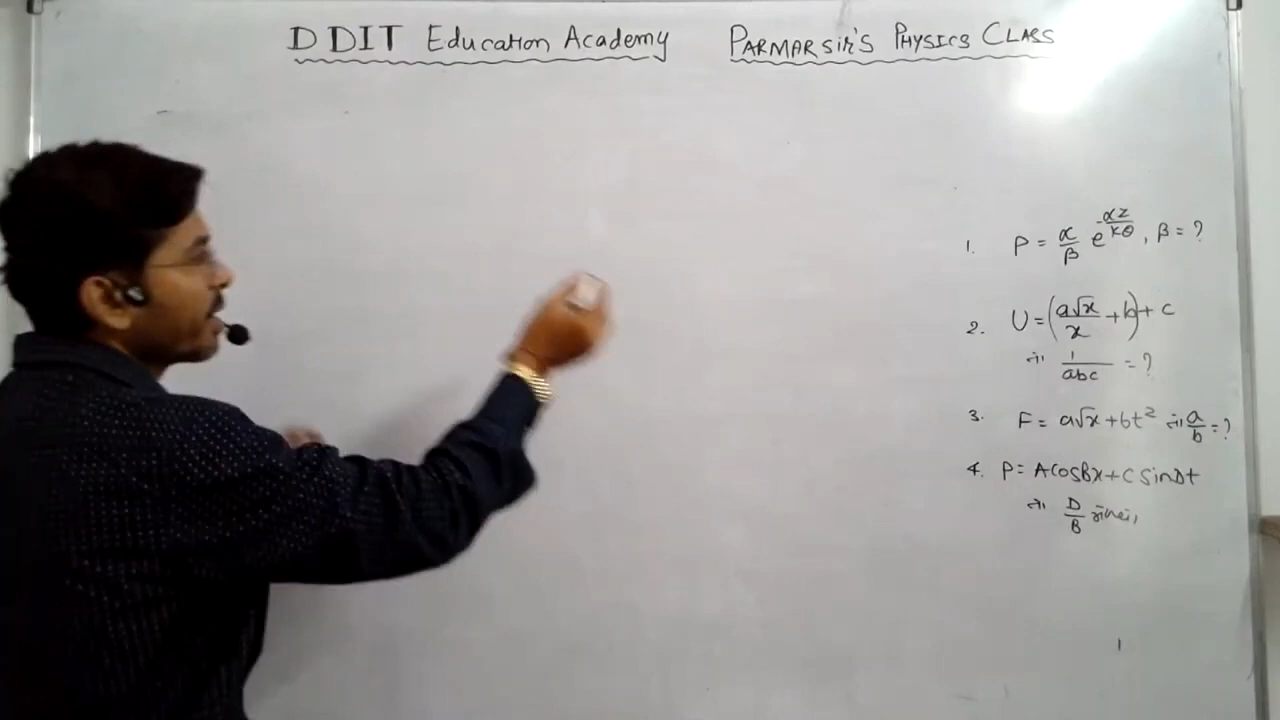 DDIT Education Academy PARMAR SIR'S PHYSICS CLASS
1. P = α/β e^(-αz/kθ), β = ?
2. U = (a√x/x + b) + c
તો 1/abc = ?
3. F = a√x + bt² તો a/b = ?
4. P = A cos Bx + C sin Dt
તો D/B